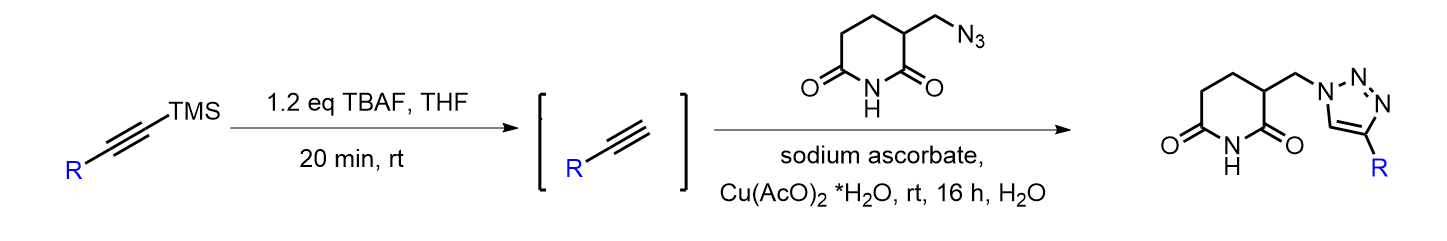 TMS
R
1.2 eq TBAF, THF
20 min, rt
R
N₃
O
N
H
O
sodium ascorbate,
Cu(AcO)₂ *H₂O, rt, 16 h, H₂O
N
N
N
O
N
H
O
R